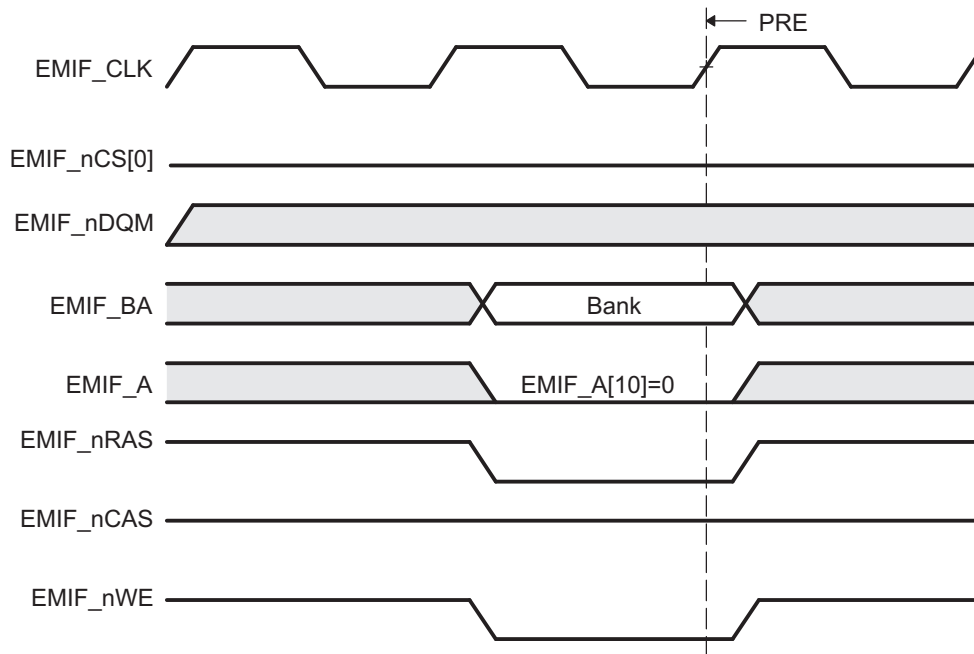 PRE
EMIF_CLK
EMIF_nCS[0]
EMIF_nDQM
EMIF_BA
Bank
EMIF_A
EMIF_A[10]=0
EMIF_nRAS
EMIF_nCAS
EMIF_nWE